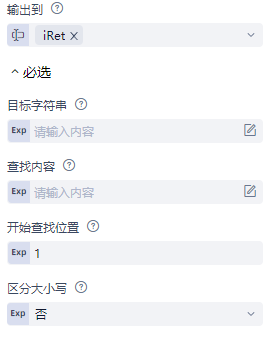 输出到
iRet
必选
目标字符串
Exp 请输入内容
查找内容
Exp 请输入内容
开始查找位置
Exp 1
区分大小写
Exp 否